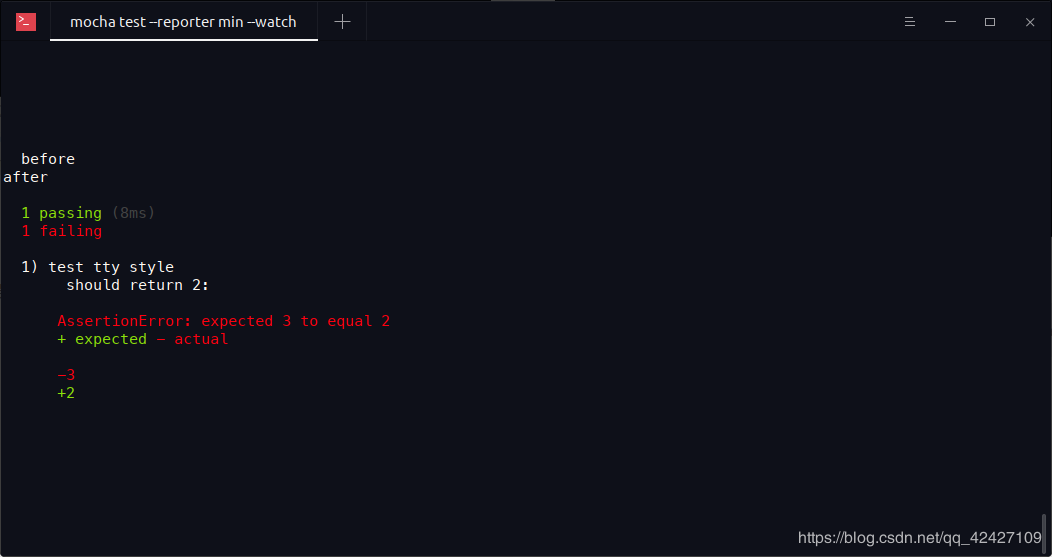 mocha test --reporter min --watch
before
after
1 passing (8ms)
1 failing
1) test tty style
should return 2:
AssertionError: expected 3 to equal 2
+ expected - actual
-3
+2
https://blog.csdn.net/qq_42427109